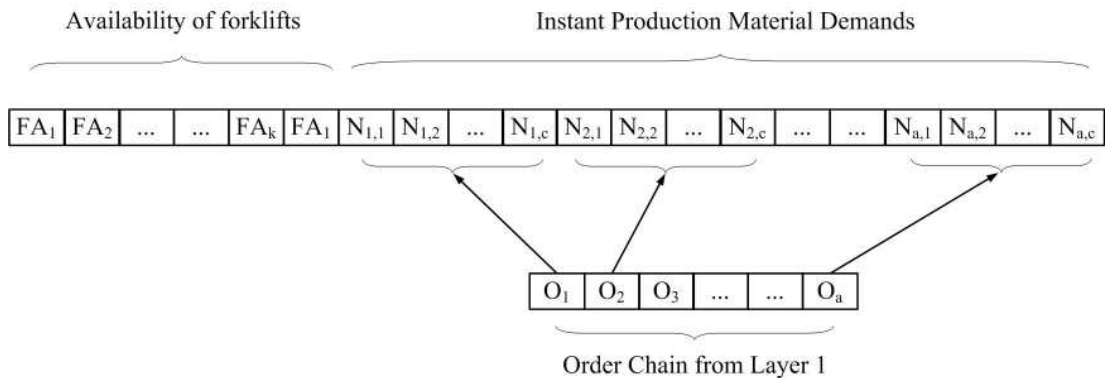 Availability of forklifts Instant Production Material Demands
FA₁ FA₂ ... ... FAₖ FA₁ N₁,₁ N₁,₂ ... N₁,c N₂,₁ N₂,₂ ... N₂,c ... ... Nₐ,₁ Nₐ,₂ ... Nₐ,c
O₁ O₂ O₃ ... ... Oₐ
Order Chain from Layer 1